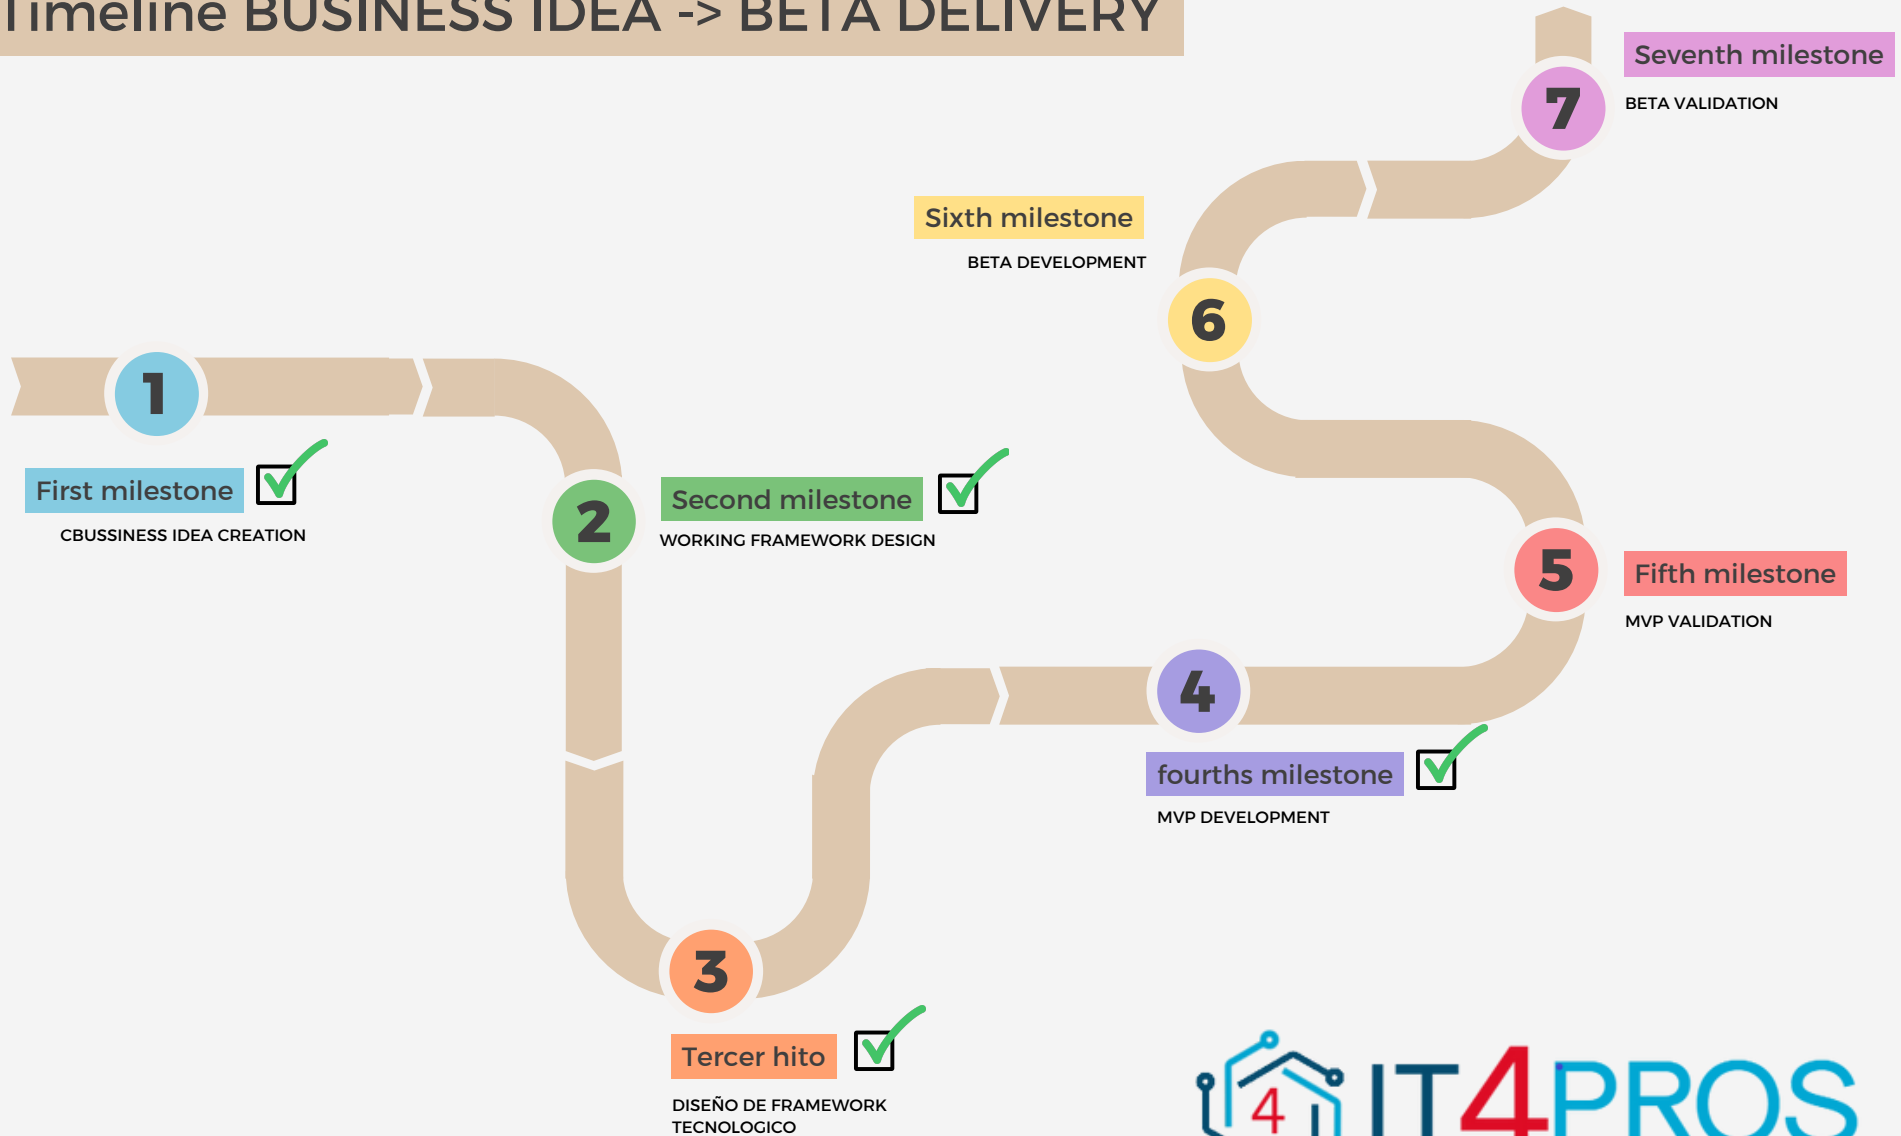 Timeline BUSINESS IDEA -> BETA DELIVERY
1
First milestone
CBUSSINESS IDEA CREATION
2
Second milestone
WORKING FRAMEWORK DESIGN
3
Tercer hito
DISEÑO DE FRAMEWORK
TECNOLOGICO
4
fourths milestone
MVP DEVELOPMENT
5
Fifth milestone
MVP VALIDATION
6
Sixth milestone
BETA DEVELOPMENT
7
Seventh milestone
BETA VALIDATION
4
IT4PROS